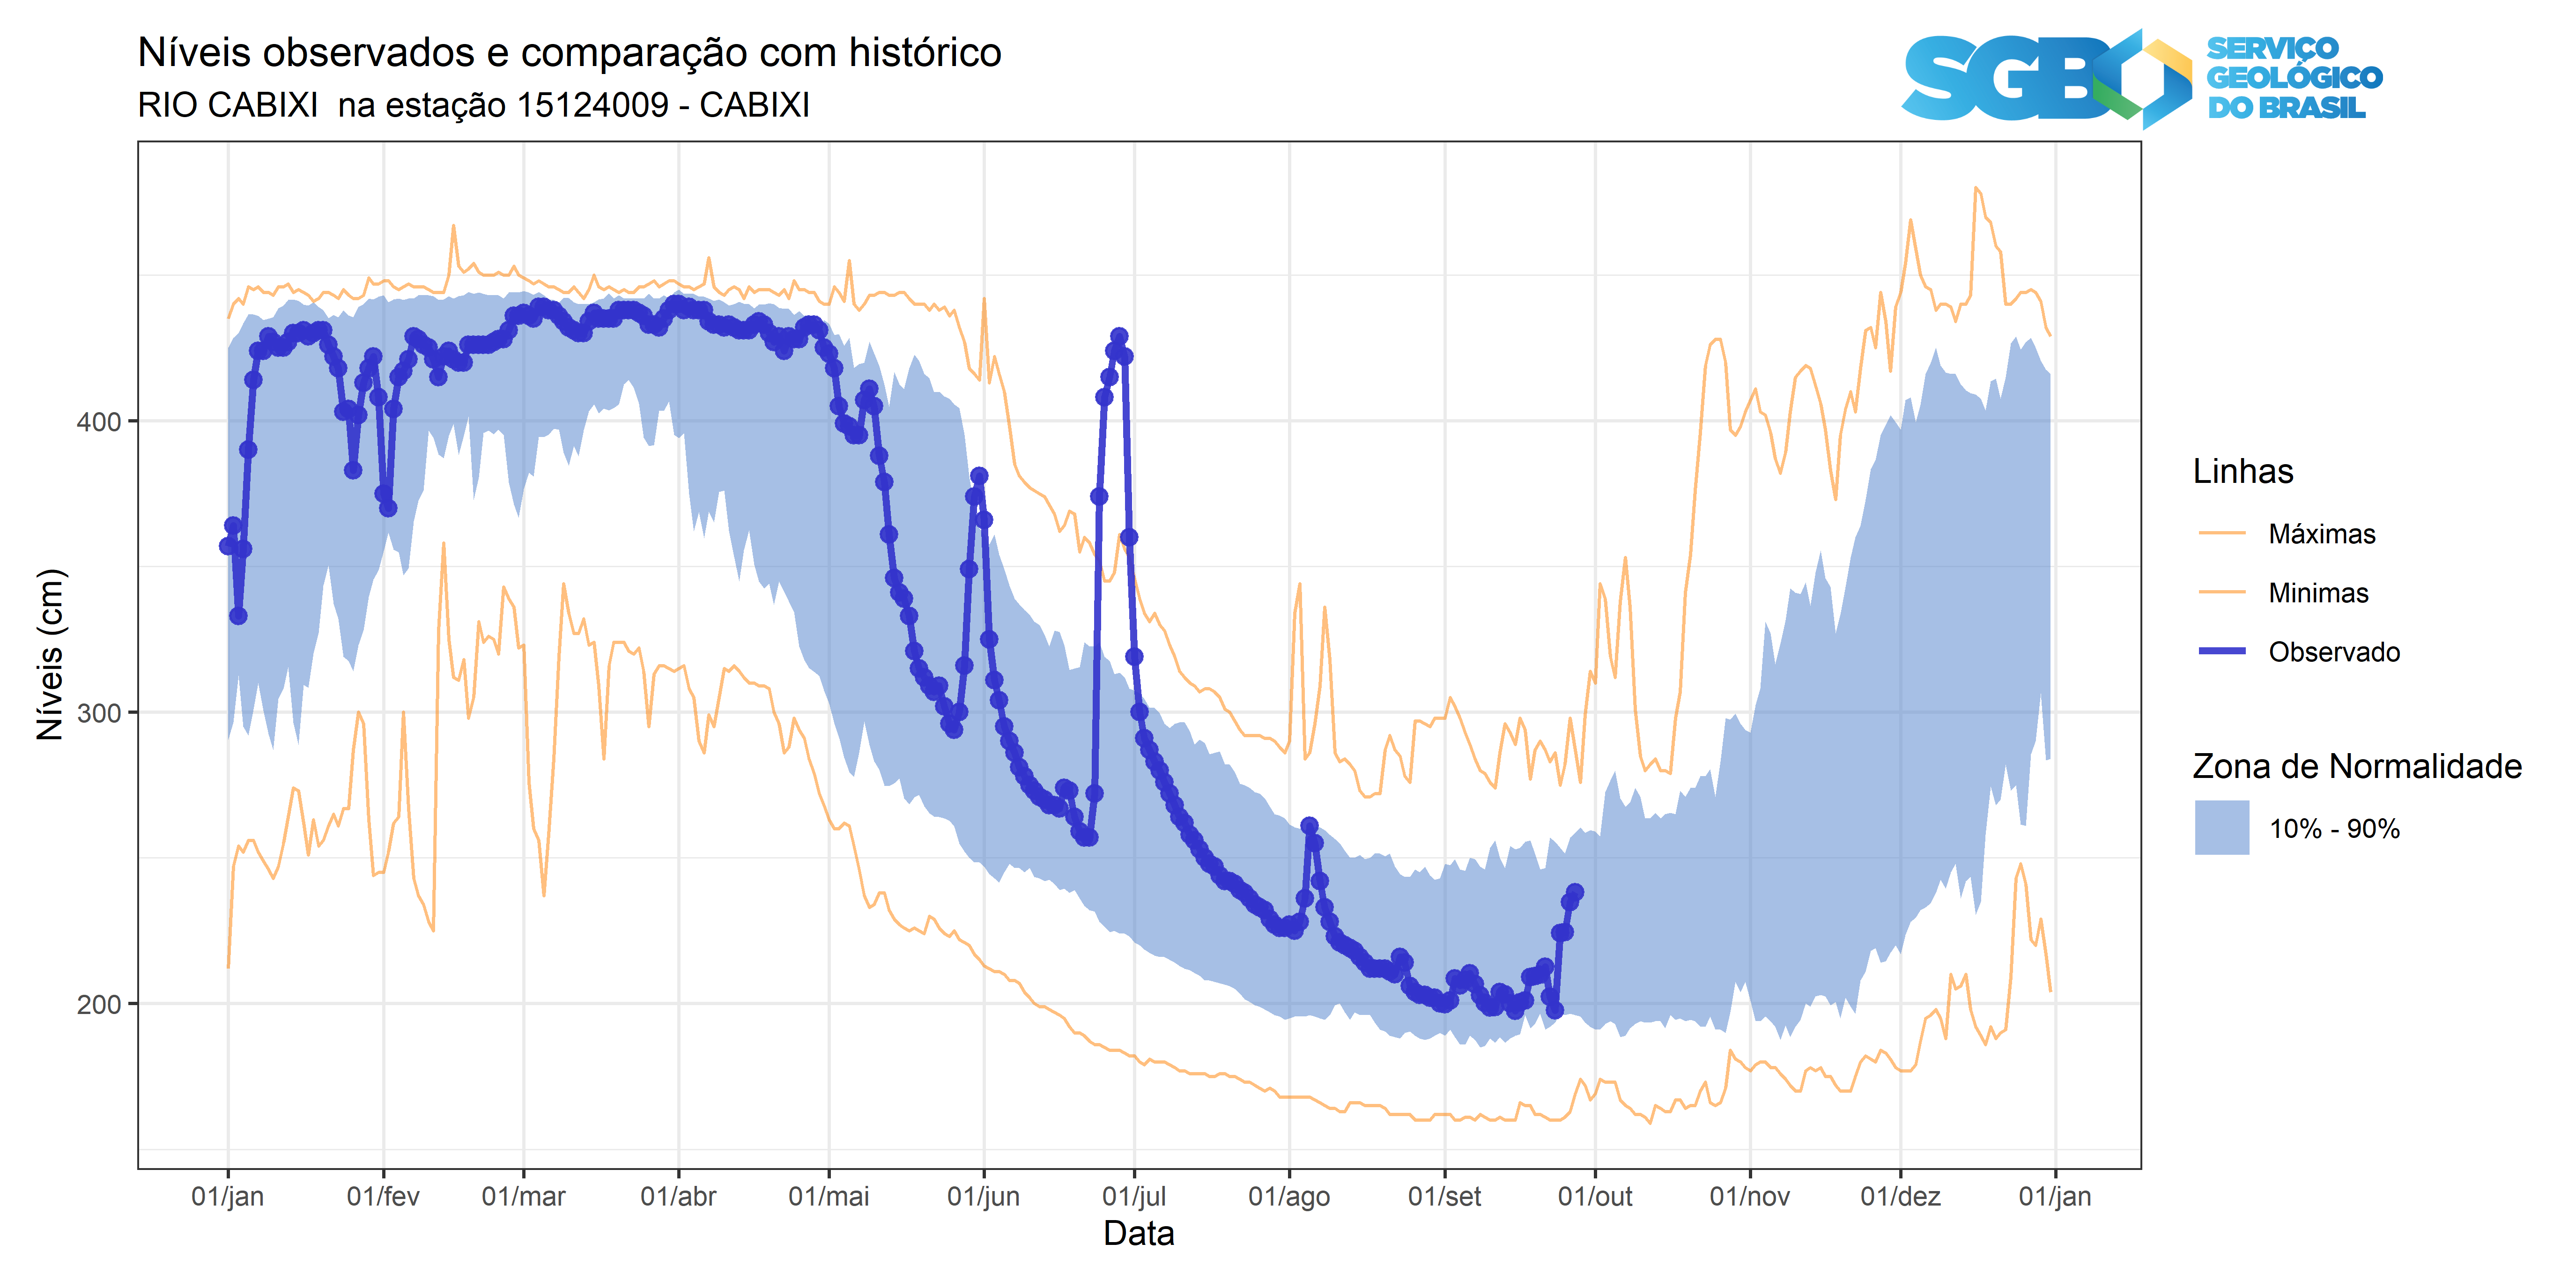 Níveis observados e comparação com histórico
RIO CABIXI  na estação 15124009 - CABIXI
SGB
SERVIÇO
GEOLÓGICO
DO BRASIL
Níveis (cm)
400
300
200
01/jan
01/fev
01/mar
01/abr
01/mai
01/jun
01/jul
01/ago
01/set
01/out
01/nov
01/dez
01/jan
Data
Linhas
Máximas
Minimas
Observado
Zona de Normalidade
10% - 90%